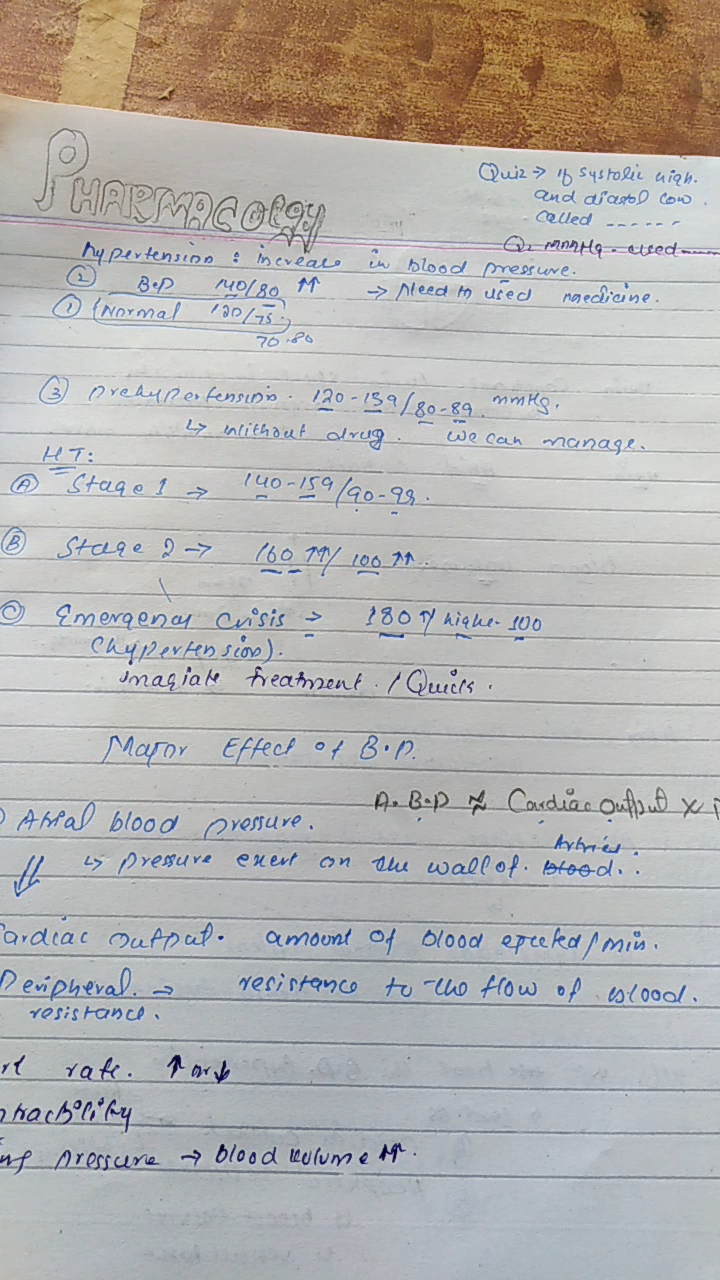 PHARMACOlogy
Quiz → if systolic high.
and diastol low.
called ------
Q. mmHg. used
hypertension : increase in blood pressure.
② B.P 140/80 ↑↑ → Need to used medicine.
① (Normal 120/75.)
70-80
③ prehypertension. 120-139/80-89. mmHg.
↳ without drug. we can manage.
HT:
Ⓐ Stage 1 → 140-159/90-99.
Ⓑ Stage 2 → 160 ↑↑/ 100 ↑↑.
Ⓒ Emergency Crisis → 180 ↑/ higher 100
(hypertension).
imagiate treatment. / Quick.
Major Effect of B.P.
A. B.P ≈ Cardiac output ×
Atrial blood pressure.
Artries.
↳ pressure exert on the wall of. blood..
ardiac output. amount of blood ejected/min.
Peripheral. → resistance to the flow of blood.
resistance.
rt rate. ↑ or ↓
ntractility
ing pressure → blood volume ↑↑.